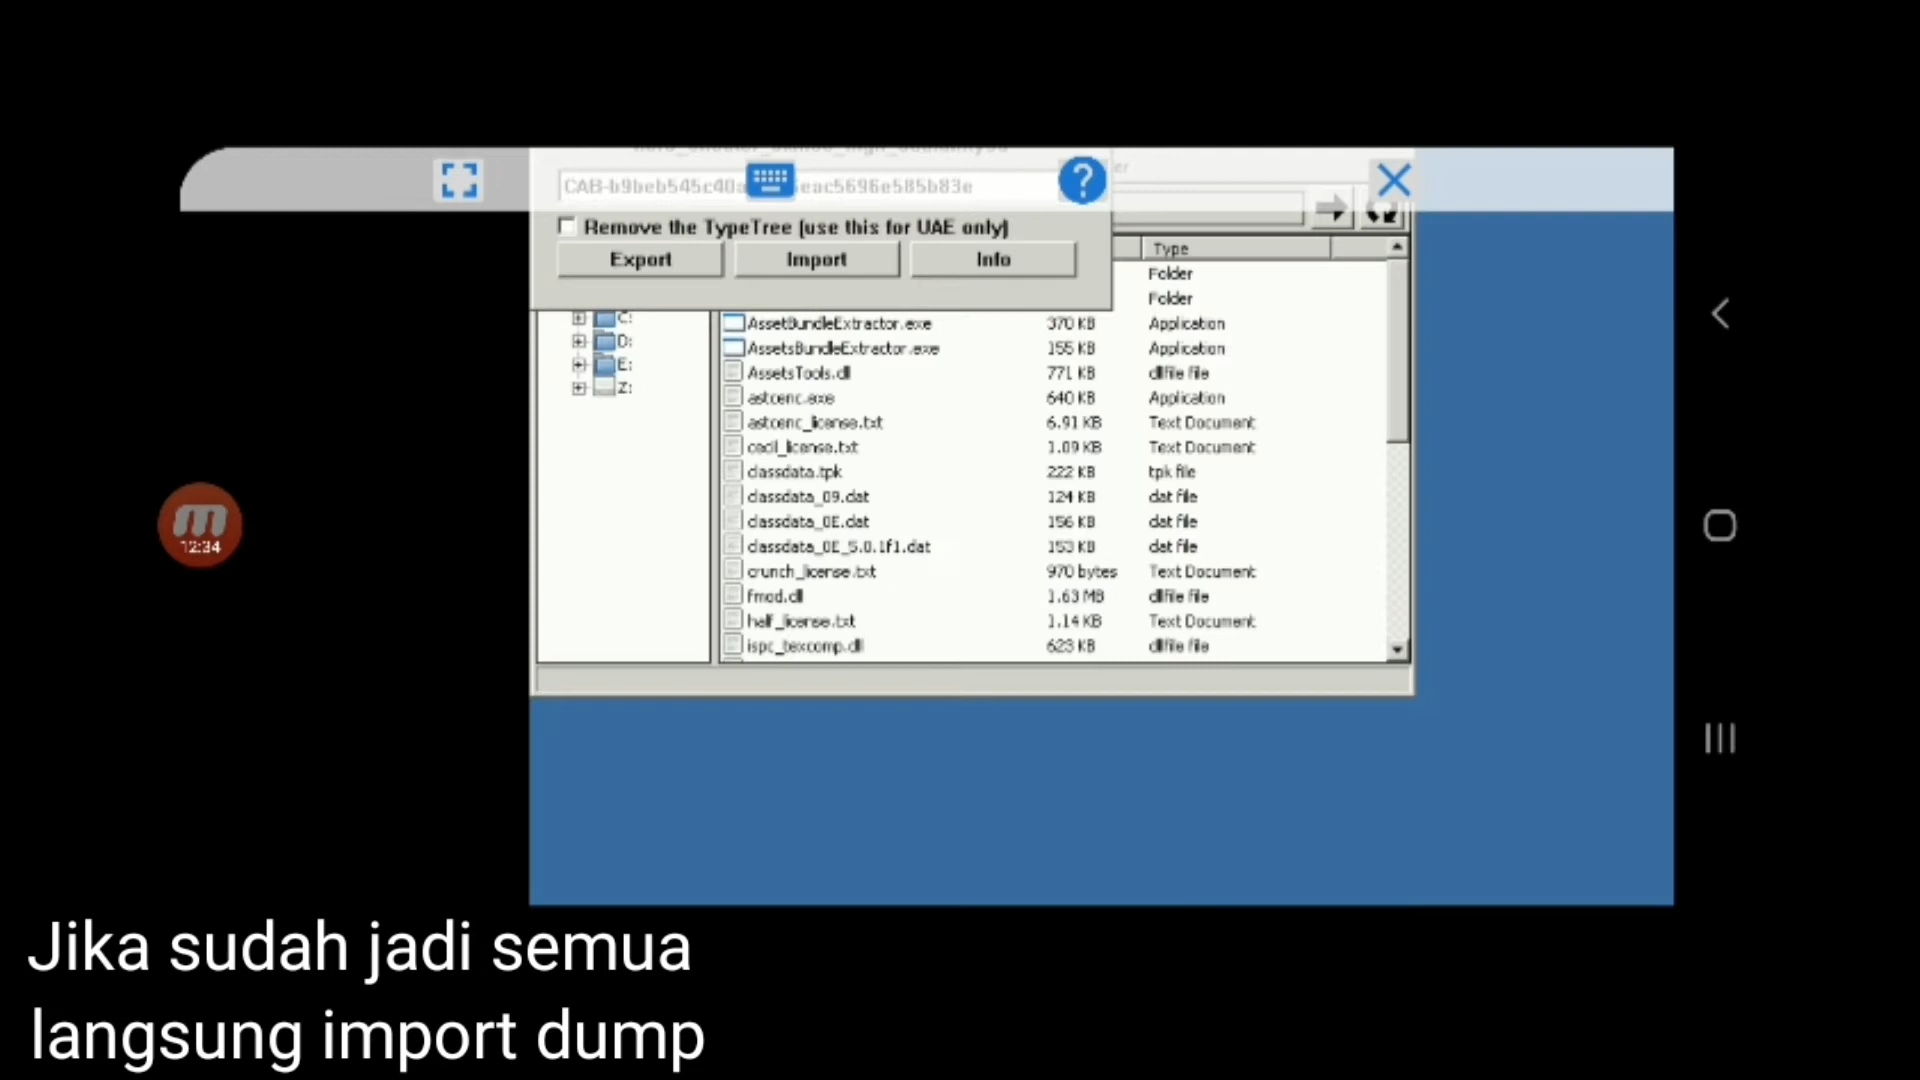 CAB-b9beb545c40a eac5696e585b83e
?
er
Remove the TypeTree (use this for UAE only)
Export Import Info
Type
Folder
Folder
C:
D:
E:
Z:
AssetBundleExtractor.exe 370 KB Application
AssetsBundleExtractor.exe 155 KB Application
AssetsTools.dll 771 KB dllfile file
astcenc.exe 640 KB Application
astcenc_license.txt 6.91 KB Text Document
cecil_license.txt 1.09 KB Text Document
classdata.tpk 222 KB tpk file
classdata_09.dat 124 KB dat file
classdata_0E.dat 156 KB dat file
classdata_0E_5.0.1f1.dat 153 KB dat file
crunch_license.txt 970 bytes Text Document
fmod.dll 1.63 MB dllfile file
half_license.txt 1.14 KB Text Document
ispc_texcomp.dll 623 KB dllfile file
12:34
Jika sudah jadi semua
langsung import dump